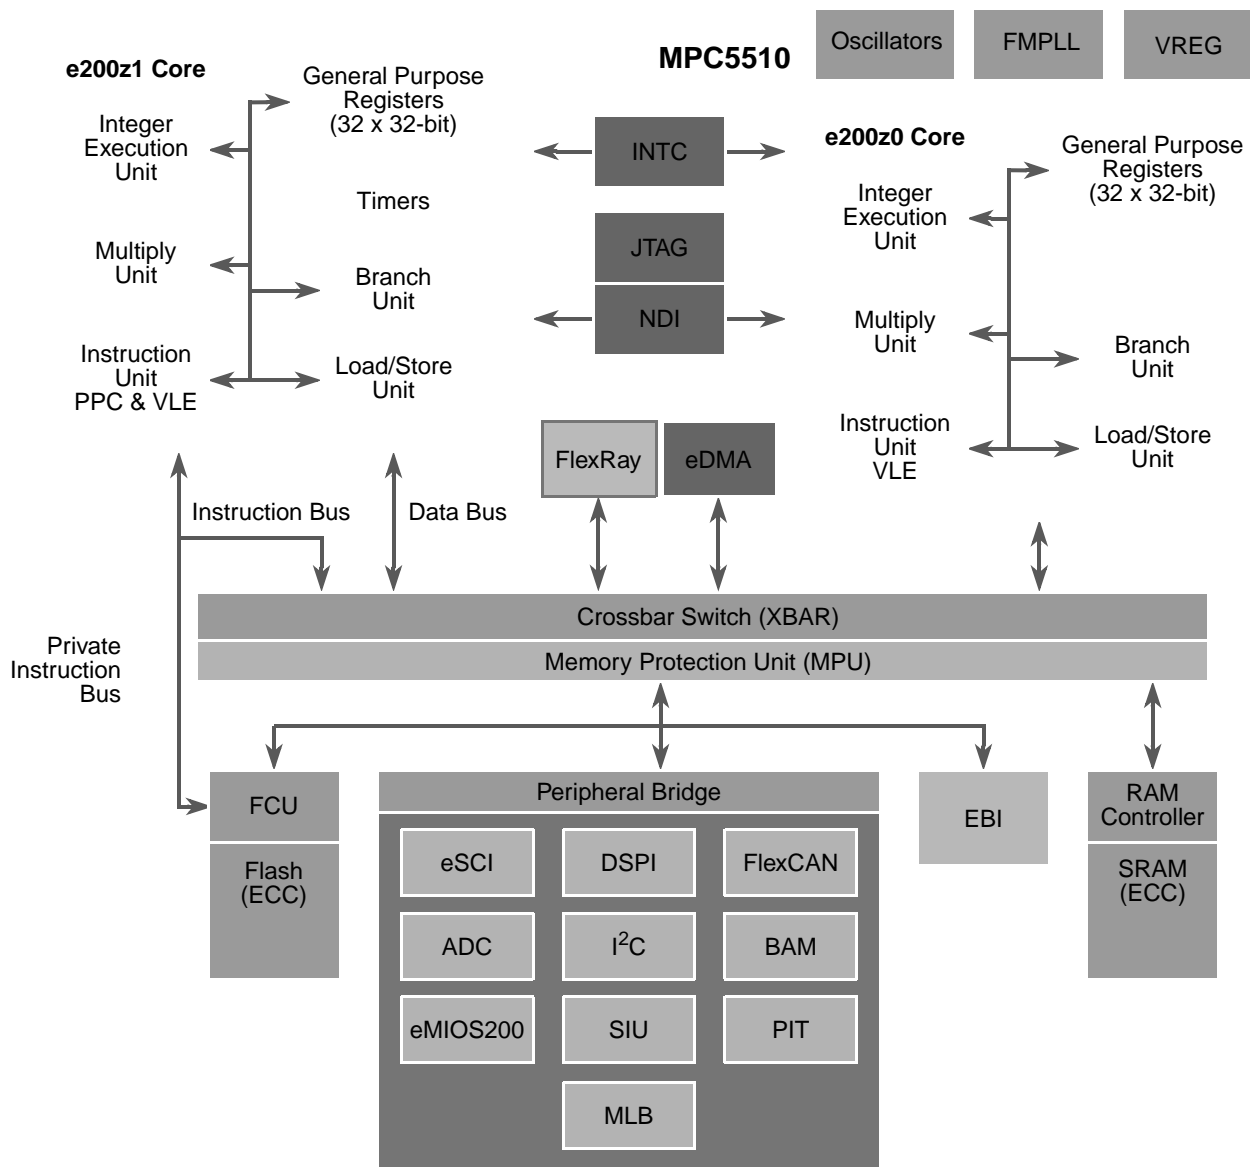 MPC5510
Oscillators
FMPLL
VREG
e200z1 Core
General Purpose
Registers
(32 x 32-bit)
Integer
Execution
Unit
Timers
Multiply
Unit
Branch
Unit
Instruction
Unit
PPC & VLE
Load/Store
Unit
INTC
JTAG
NDI
e200z0 Core
General Purpose
Registers
(32 x 32-bit)
Integer
Execution
Unit
Multiply
Unit
Branch
Unit
Instruction
Unit
VLE
Load/Store
Unit
FlexRay
eDMA
Instruction Bus
Data Bus
Crossbar Switch (XBAR)
Memory Protection Unit (MPU)
Private
Instruction
Bus
FCU
Flash
(ECC)
Peripheral Bridge
eSCI
DSPI
FlexCAN
ADC
I²C
BAM
eMIOS200
SIU
PIT
MLB
EBI
RAM
Controller
SRAM
(ECC)